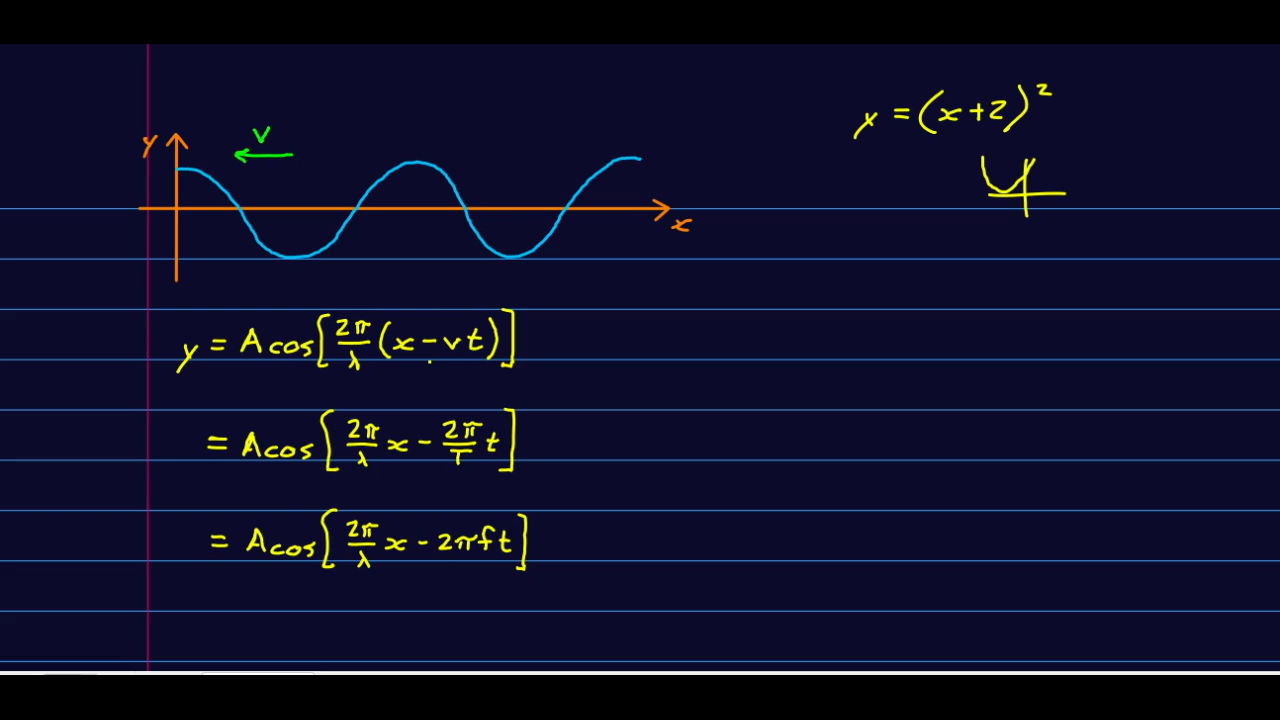 y = (x+2)²
v
y
x
y = A cos[2π/λ (x − vt)]
= A cos[2π/λ x − 2π/T t]
= A cos[2π/λ x − 2πft]